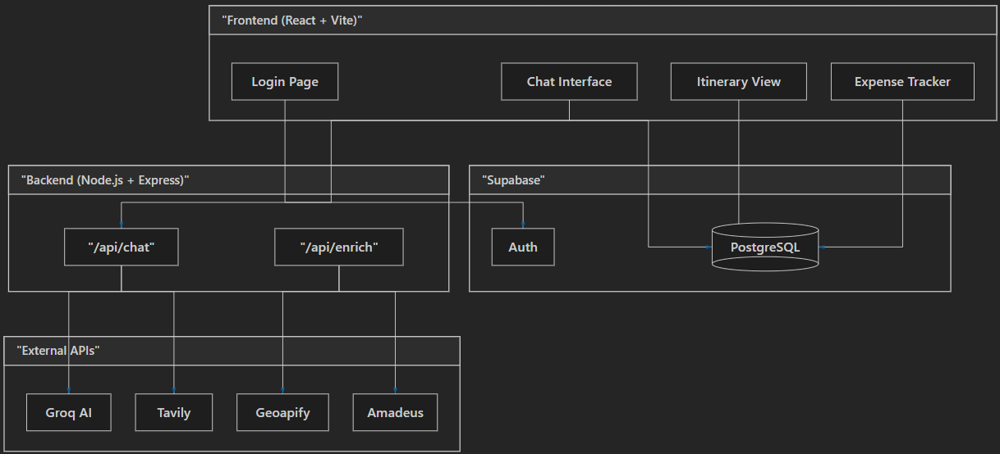 "Frontend (React + Vite)"
Login Page
Chat Interface
Itinerary View
Expense Tracker
"Backend (Node.js + Express)"
"Supabase"
"/api/chat"
"/api/enrich"
Auth
PostgreSQL
"External APIs"
Groq AI
Tavily
Geoapify
Amadeus